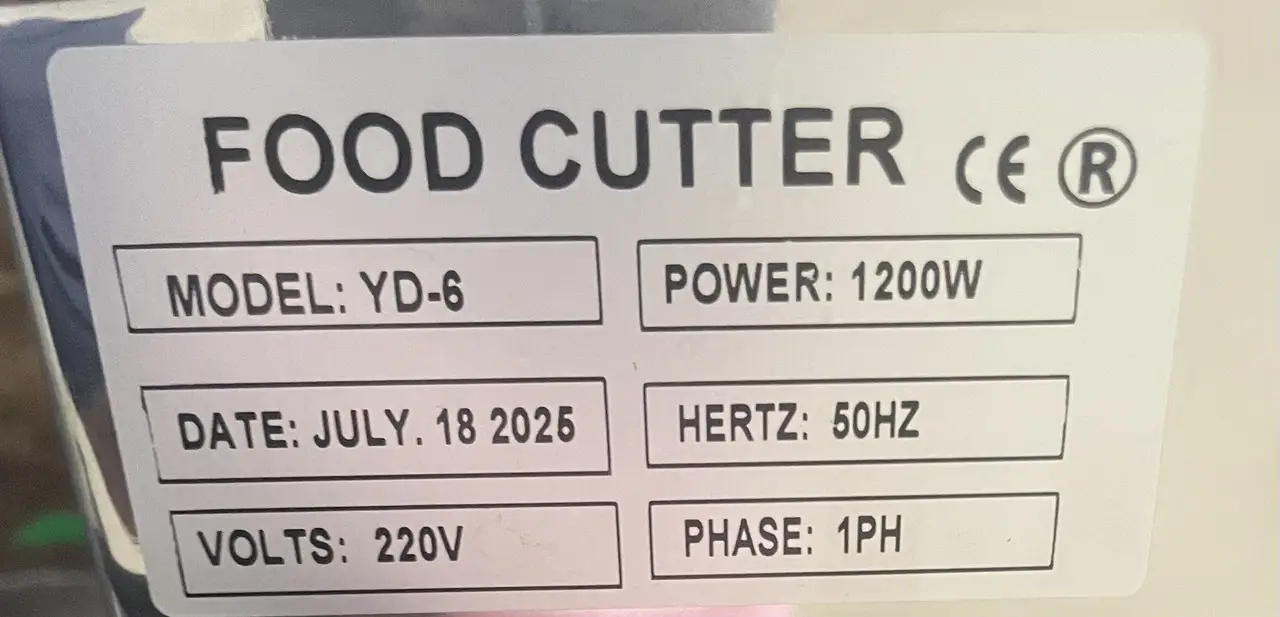 FOOD CUTTER CE ®
MODEL: YD-6
POWER: 1200W
DATE: JULY. 18 2025
HERTZ: 50HZ
VOLTS: 220V
PHASE: 1PH